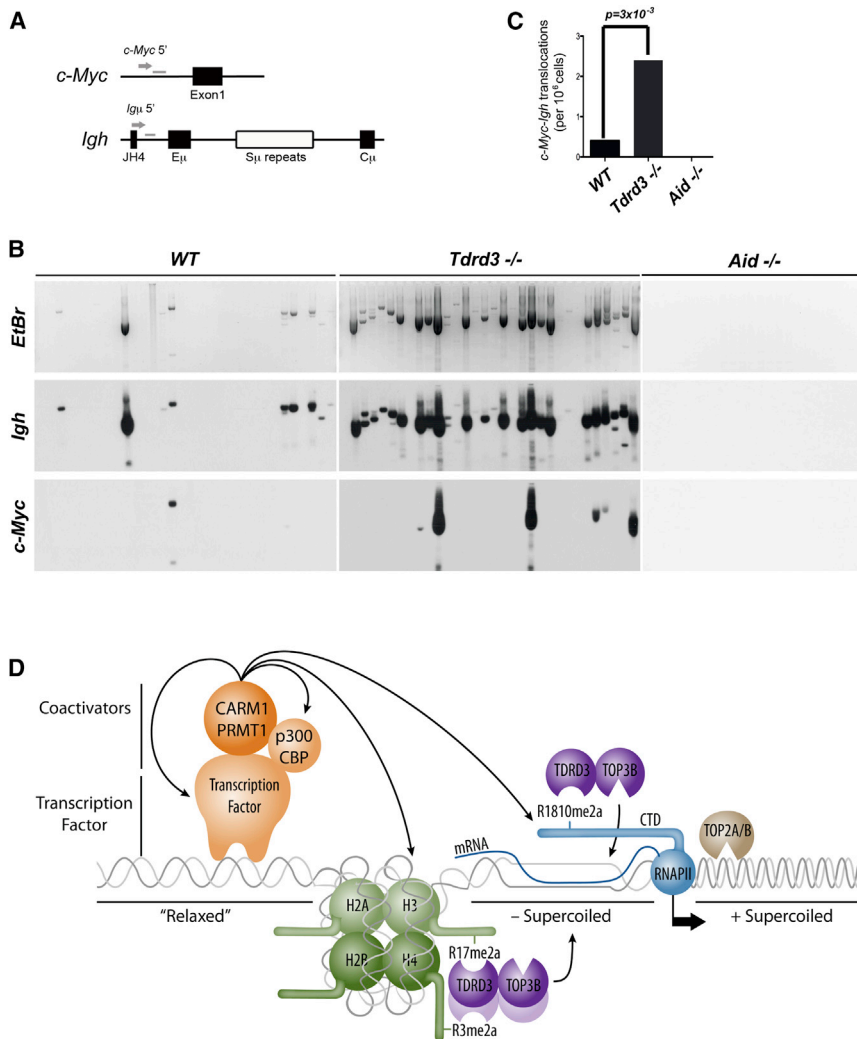 A
c-Myc 5'
c-Myc
Exon1
Igμ 5'
Igh
JH4
Eμ
Sμ repeats
Cμ
C
p=3x10⁻³
c-Myc-Igh translocations
(per 10⁶ cells)
3
2
1
0
WT
Tdrd3 -/-
Aid -/-
B
WT
Tdrd3 -/-
Aid -/-
EtBr
Igh
c-Myc
D
Coactivators
CARM1
PRMT1
p300
CBP
Transcription
Factor
Transcription
Factor
TDRD3
TOP3B
R1810me2a
CTD
TOP2A/B
mRNA
RNAPII
"Relaxed"
H2A
H3
– Supercoiled
+ Supercoiled
R17me2a
H2B
H4
TDRD3
TOP3B
R3me2a